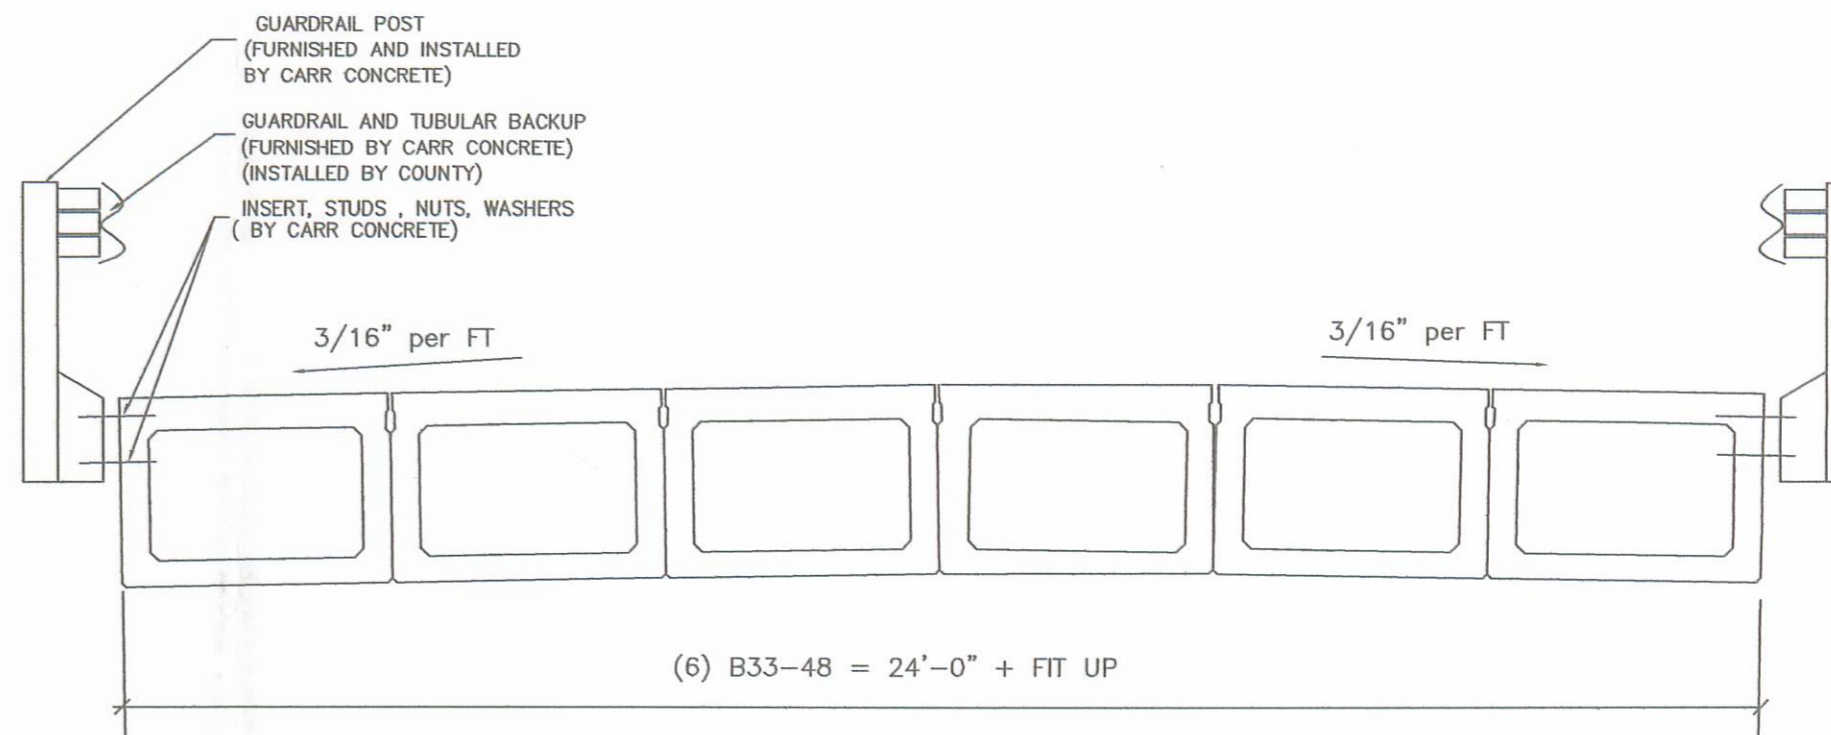 GUARDRAIL POST
(FURNISHED AND INSTALLED
BY CARR CONCRETE)
GUARDRAIL AND TUBULAR BACKUP
(FURNISHED BY CARR CONCRETE)
(INSTALLED BY COUNTY)
INSERT, STUDS , NUTS, WASHERS
( BY CARR CONCRETE)
3/16" per FT
3/16" per FT
(6) B33-48 = 24'-0" + FIT UP